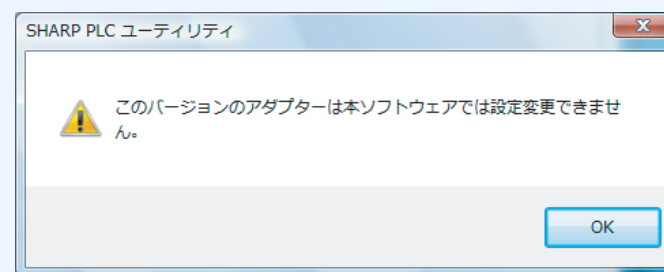 SHARP PLC ユーティリティ
このバージョンのアダプターは本ソフトウェアでは設定変更できませ
ん。
OK